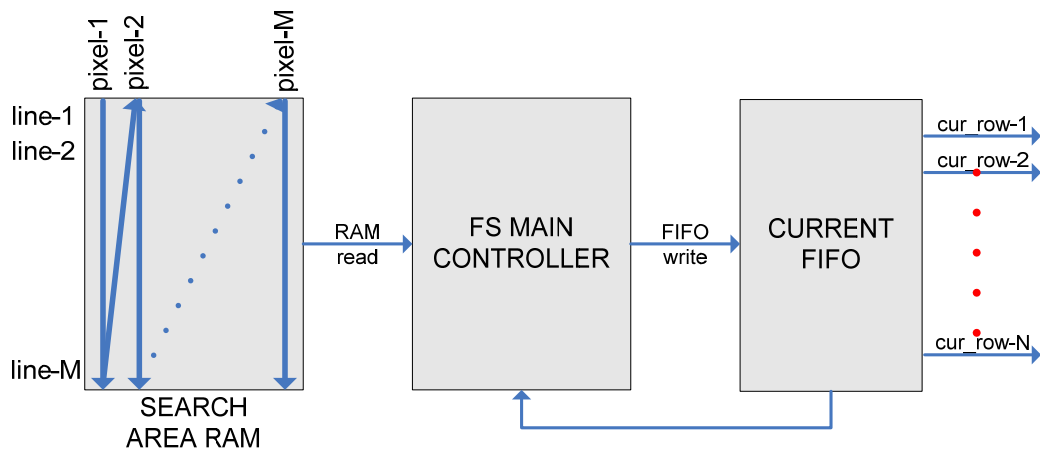 pixel-1
pixel-2
pixel-M
line-1
line-2
line-M
SEARCH
AREA RAM
RAM
read
FS MAIN
CONTROLLER
FIFO
write
CURRENT
FIFO
cur_row-1
cur_row-2
cur_row-N